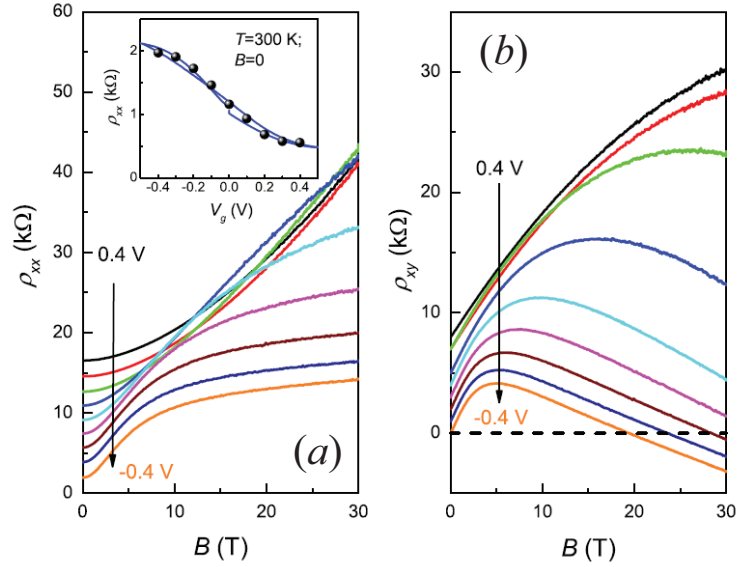 60
50
40
30
20
10
0
ρxx (kΩ)
0
10
20
30
B (T)
2
1
0
ρxx (kΩ)
-0.4
-0.2
0.0
0.2
0.4
Vg (V)
T=300 K;
B=0
0.4 V
-0.4 V
(a)
(b)
30
20
10
0
ρxy (kΩ)
0
10
20
30
B (T)
0.4 V
-0.4 V